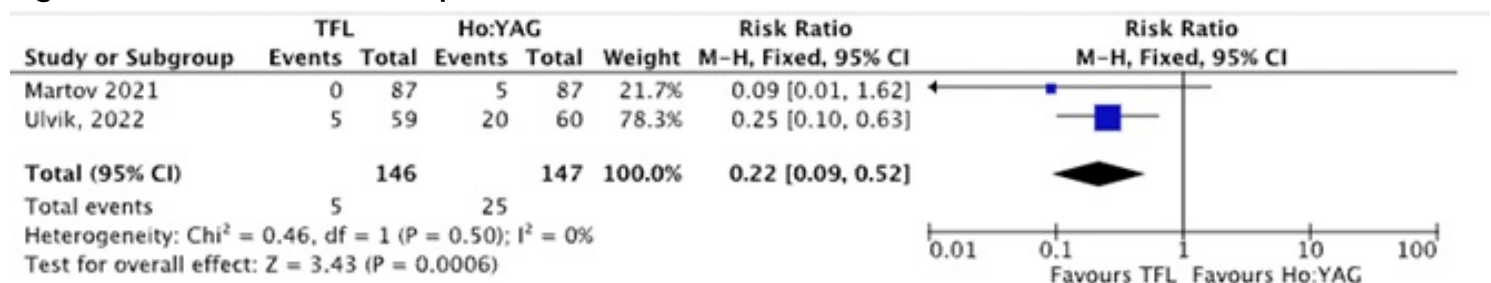 TFL Ho:YAG Risk Ratio Risk Ratio
Study or Subgroup Events Total Events Total Weight M-H, Fixed, 95% CI M-H, Fixed, 95% CI
Martov 2021 0 87 5 87 21.7% 0.09 [0.01, 1.62]
Ulvik, 2022 5 59 20 60 78.3% 0.25 [0.10, 0.63]
Total (95% CI) 146 147 100.0% 0.22 [0.09, 0.52]
Total events 5 25
Heterogeneity: Chi² = 0.46, df = 1 (P = 0.50); I² = 0%
Test for overall effect: Z = 3.43 (P = 0.0006)
0.01 0.1 1 10 100
Favours TFL Favours Ho:YAG